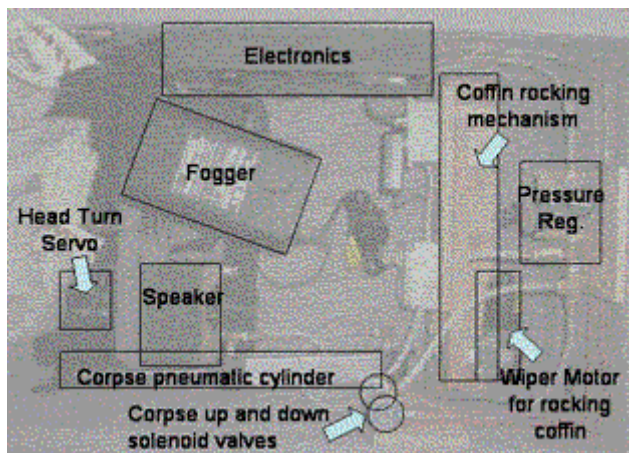 Electronics
Coffin rocking
mechanism
Fogger
Pressure
Reg.
Head Turn
Servo
Speaker
Corpse pneumatic cylinder
Wiper Motor
for rocking
coffin
Corpse up and down
solenoid valves